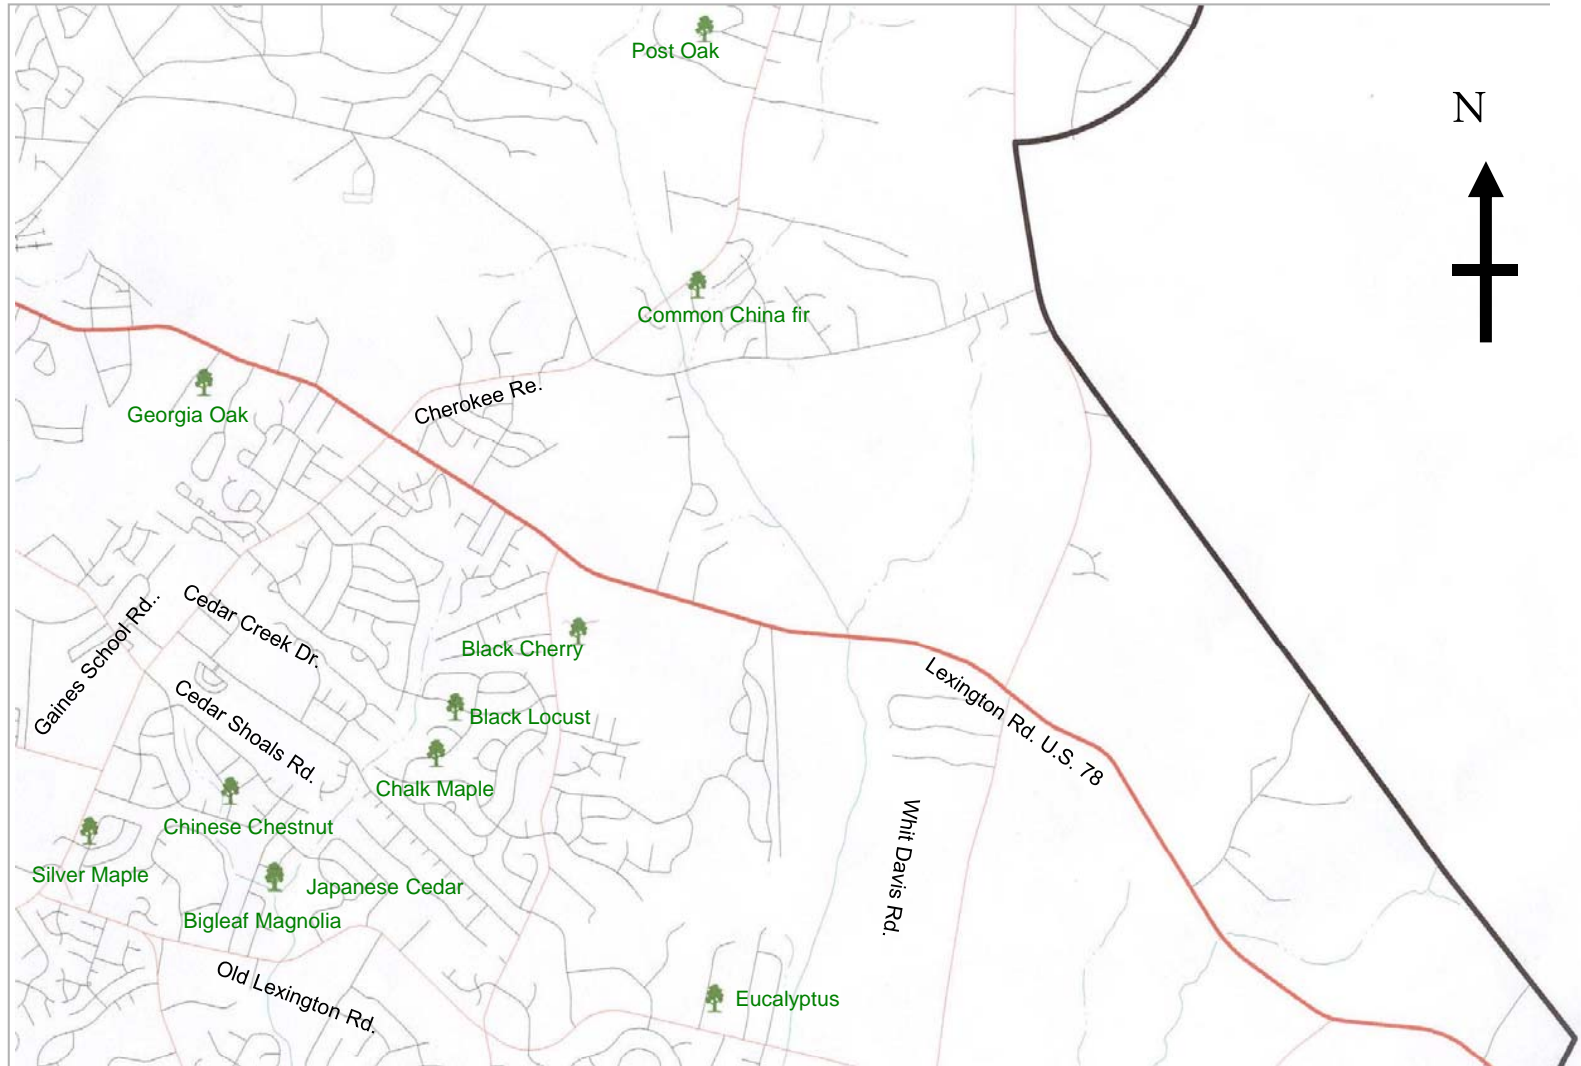 Post Oak
N
Common China fir
Cherokee Re.
Georgia Oak
Cedar Creek Dr.
Gaines School Rd..
Black Cherry
Lexington Rd. U.S. 78
Cedar Shoals Rd.
Black Locust
Chalk Maple
Whit Davis Rd.
Chinese Chestnut
Silver Maple
Japanese Cedar
Bigleaf Magnolia
Old Lexington Rd.
Eucalyptus